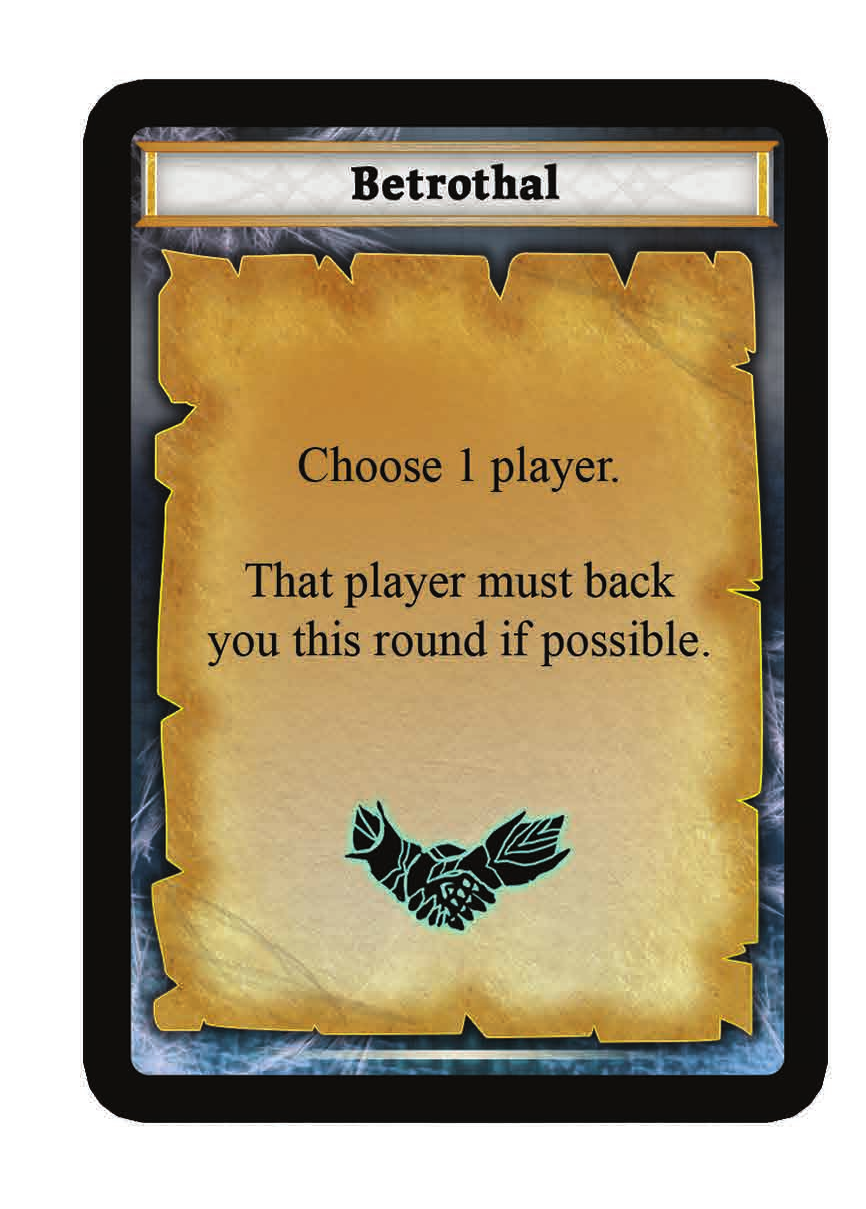 Betrothal
Choose 1 player.
That player must back
you this round if possible.